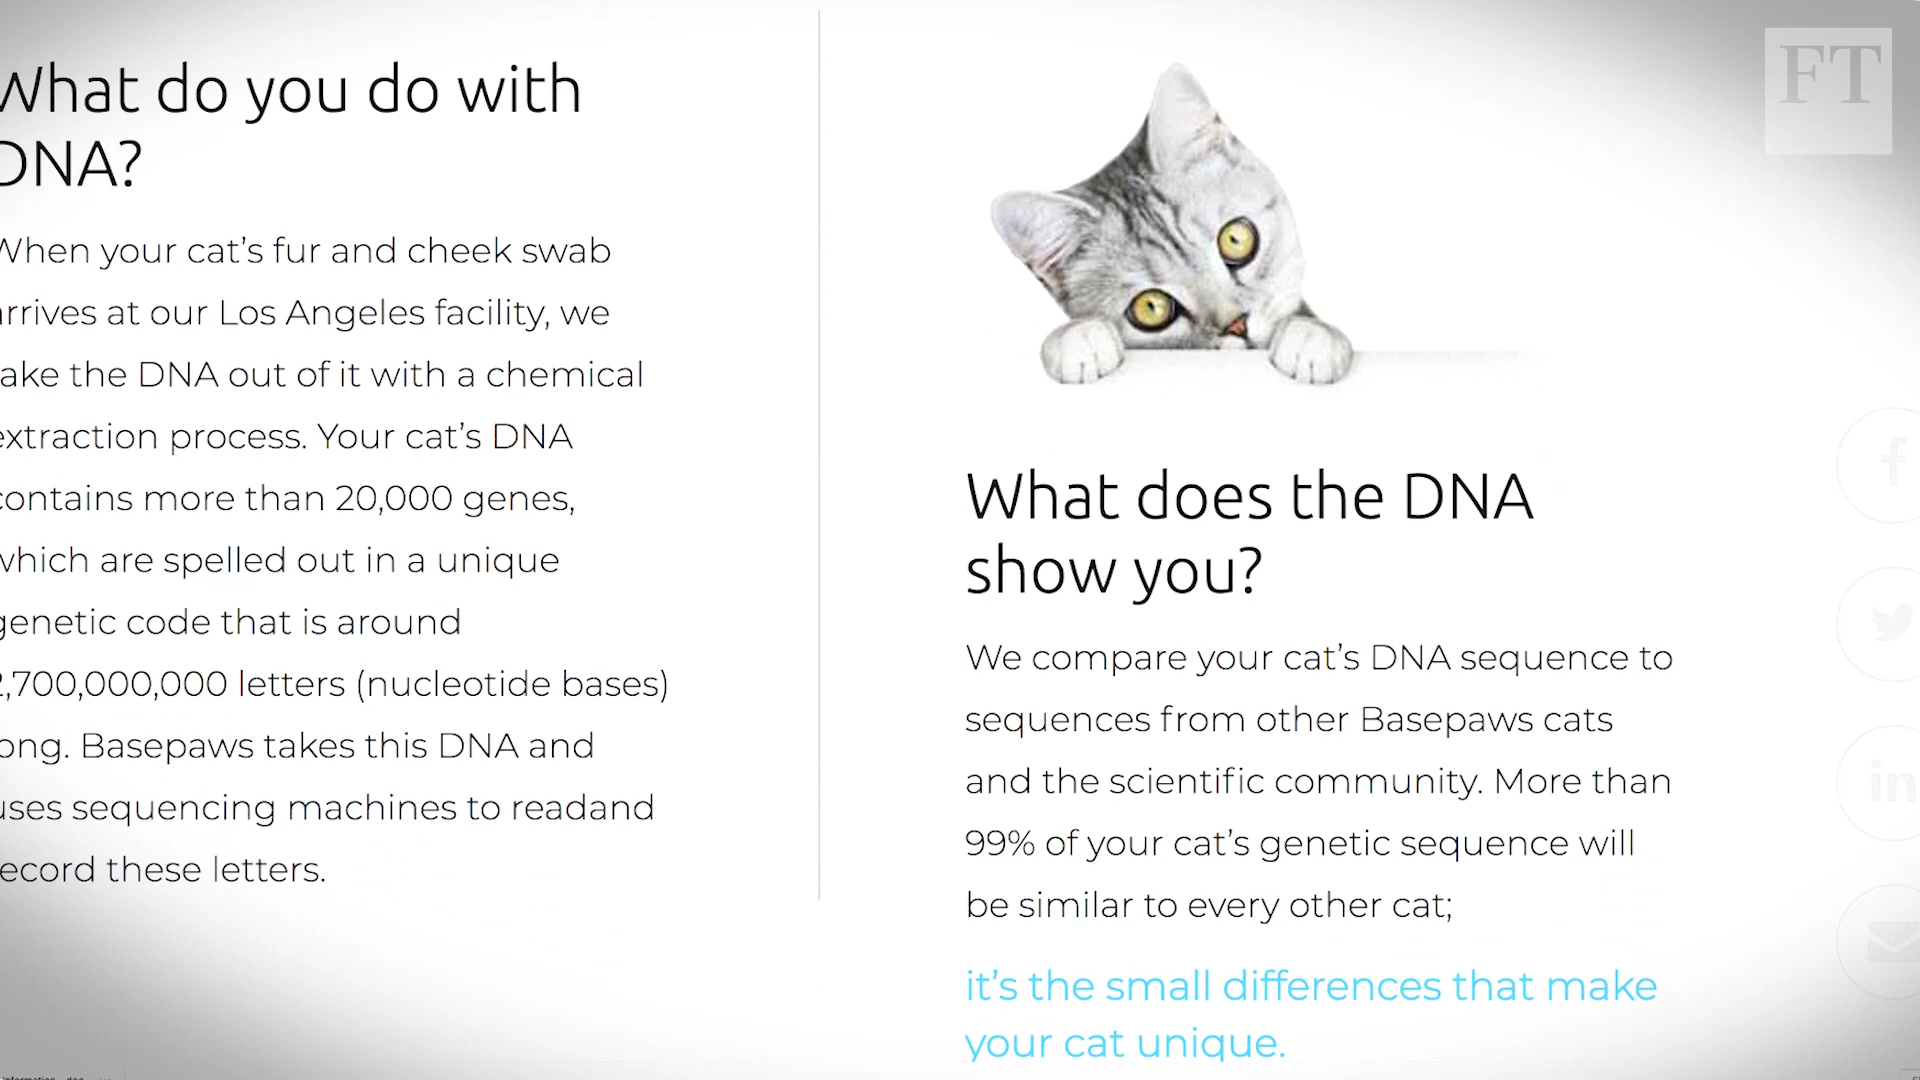 What do you do with
DNA?
When your cat's fur and cheek swab
arrives at our Los Angeles facility, we
take the DNA out of it with a chemical
extraction process. Your cat's DNA
contains more than 20,000 genes,
which are spelled out in a unique
genetic code that is around
2,700,000,000 letters (nucleotide bases)
long. Basepaws takes this DNA and
uses sequencing machines to readand
record these letters.
FT
What does the DNA
show you?
We compare your cat's DNA sequence to
sequences from other Basepaws cats
and the scientific community. More than
99% of your cat's genetic sequence will
be similar to every other cat;
it's the small differences that make
your cat unique.
f
in